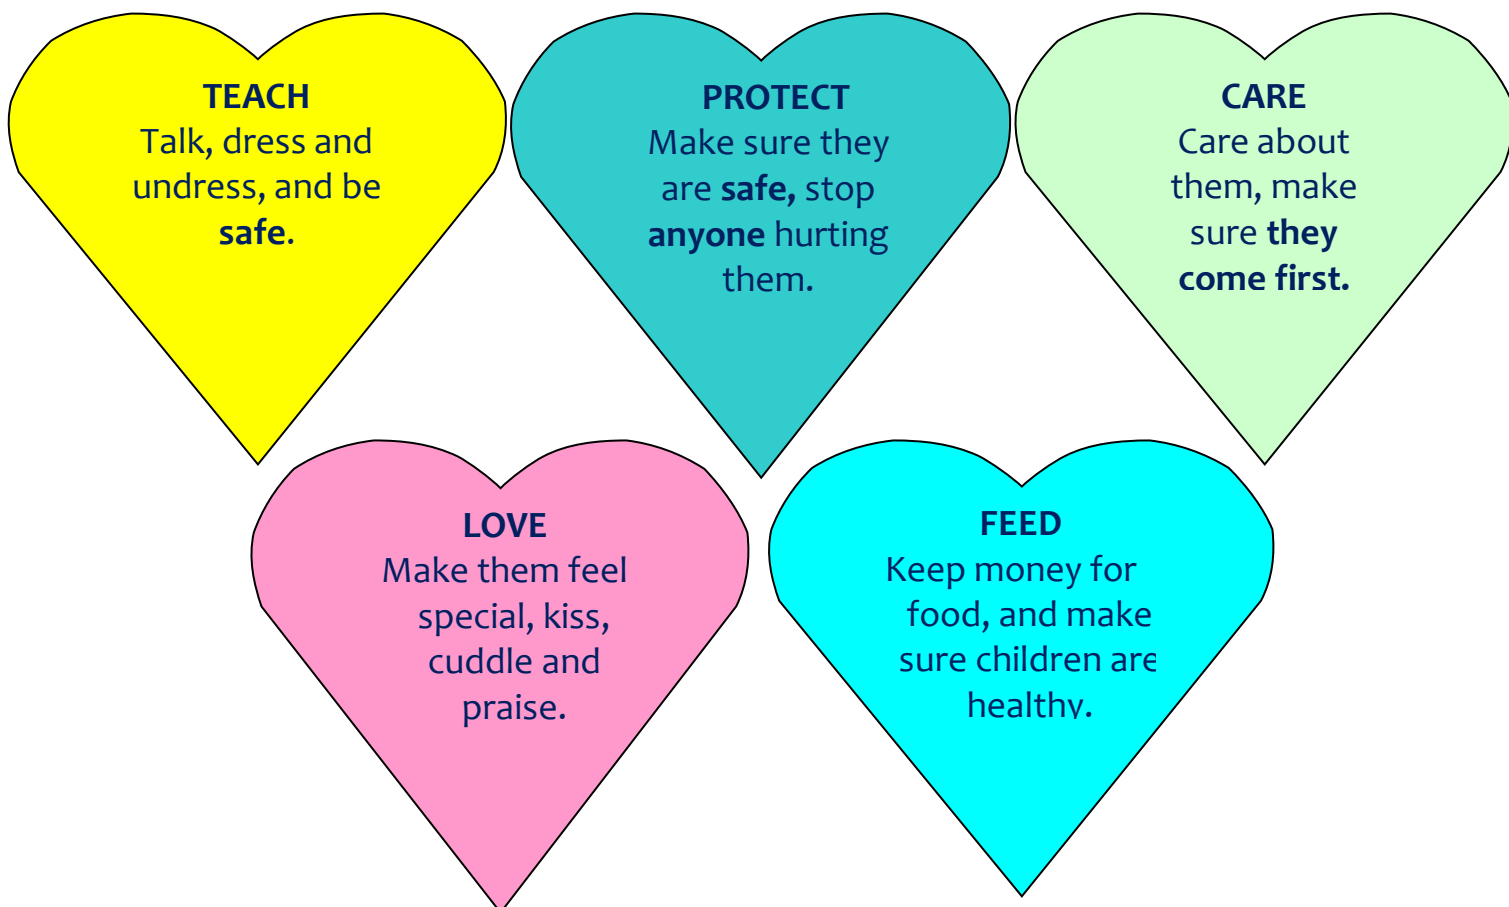 TEACH
Talk, dress and
undress, and be
safe.
PROTECT
Make sure they
are safe, stop
anyone hurting
them.
CARE
Care about
them, make
sure they
come first.
LOVE
Make them feel
special, kiss,
cuddle and
praise.
FEED
Keep money for
food, and make
sure children are
healthy.